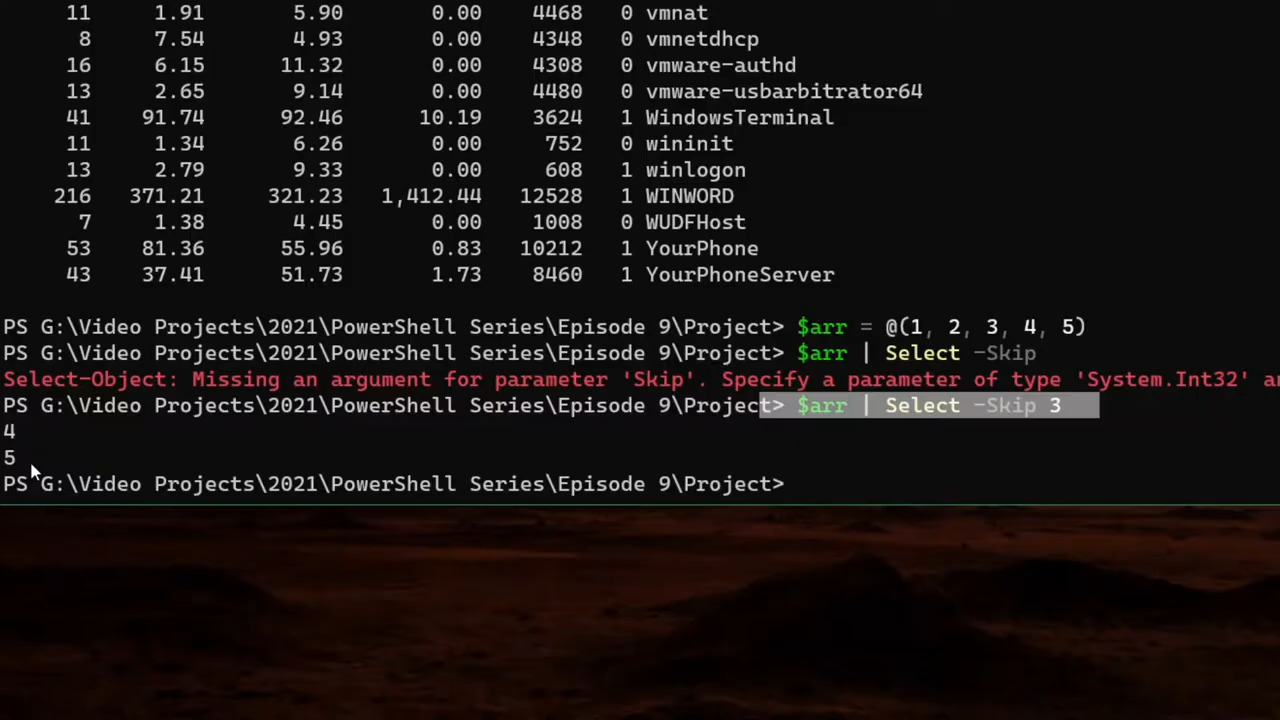 11 1.91 5.90 0.00 4468 0 vmnat
8 7.54 4.93 0.00 4348 0 vmnetdhcp
16 6.15 11.32 0.00 4308 0 vmware-authd
13 2.65 9.14 0.00 4480 0 vmware-usbarbitrator64
41 91.74 92.46 10.19 3624 1 WindowsTerminal
11 1.34 6.26 0.00 752 0 wininit
13 2.79 9.33 0.00 608 1 winlogon
216 371.21 321.23 1,412.44 12528 1 WINWORD
7 1.38 4.45 0.00 1008 0 WUDFHost
53 81.36 55.96 0.83 10212 1 YourPhone
43 37.41 51.73 1.73 8460 1 YourPhoneServer
PS G:\Video Projects\2021\PowerShell Series\Episode 9\Project> $arr = @(1, 2, 3, 4, 5)
PS G:\Video Projects\2021\PowerShell Series\Episode 9\Project> $arr | Select -Skip
Select-Object: Missing an argument for parameter 'Skip'. Specify a parameter of type 'System.Int32'
PS G:\Video Projects\2021\PowerShell Series\Episode 9\Project> $arr | Select -Skip 3
4
5
PS G:\Video Projects\2021\PowerShell Series\Episode 9\Project>